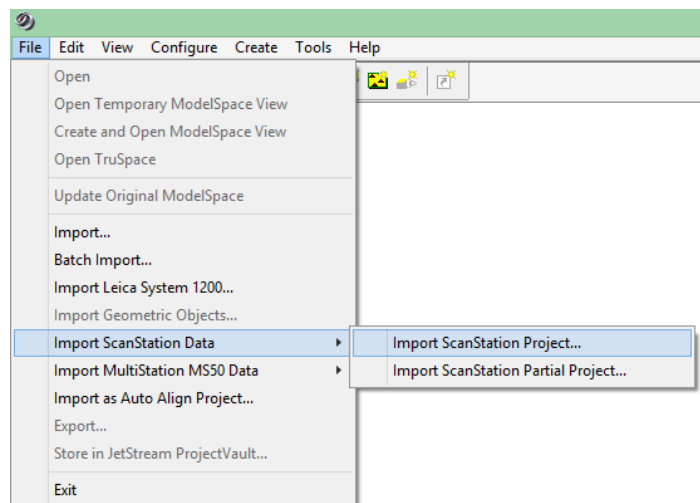 File Edit View Configure Create Tools Help
Open
Open Temporary ModelSpace View
Create and Open ModelSpace View
Open TruSpace
Update Original ModelSpace
Import...
Batch Import...
Import Leica System 1200...
Import Geometric Objects...
Import ScanStation Data
Import ScanStation Project...
Import MultiStation MS50 Data
Import ScanStation Partial Project...
Import as Auto Align Project...
Export...
Store in JetStream ProjectVault...
Exit